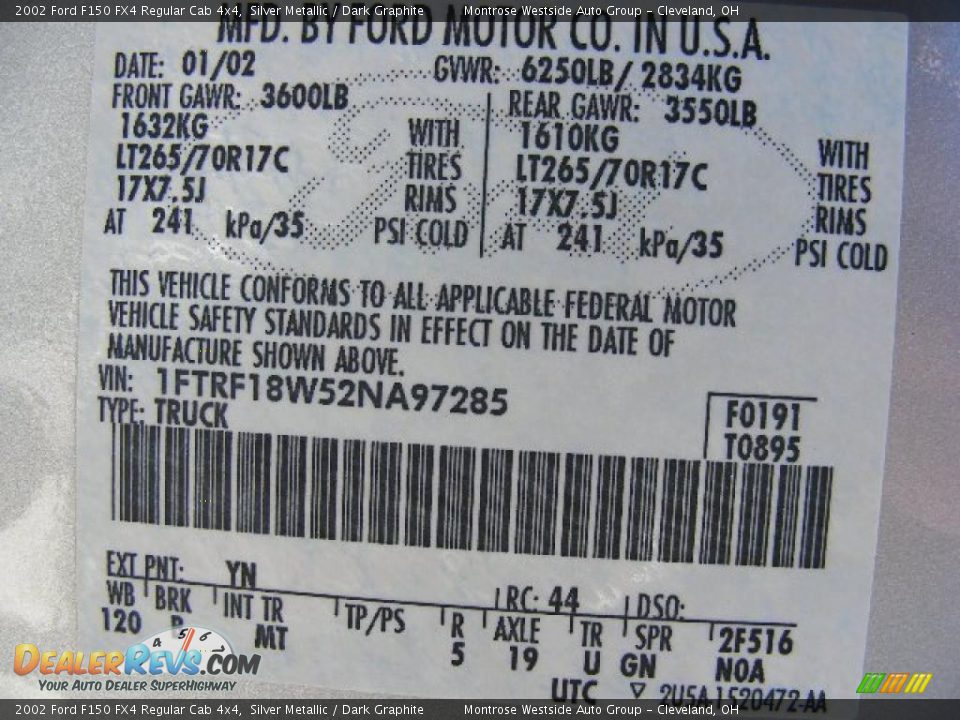 2002 Ford F150 FX4 Regular Cab 4x4, Silver Metallic / Dark Graphite Montrose Westside Auto Group - Cleveland, OH
MFD. BY FORD MOTOR CO. IN U.S.A.
DATE: 01/02 GVWR: 6250LB/ 2834KG
FRONT GAWR: 3600LB REAR GAWR: 3550LB
1632KG WITH 1610KG WITH
LT265/70R17C TIRES LT265/70R17C TIRES
17X7.5J RIMS 17X7.5J RIMS
AT 241 kPa/35 PSI COLD AT 241 kPa/35 PSI COLD
THIS VEHICLE CONFORMS TO ALL APPLICABLE FEDERAL MOTOR
VEHICLE SAFETY STANDARDS IN EFFECT ON THE DATE OF
MANUFACTURE SHOWN ABOVE.
VIN: 1FTRF18W52NA97285
TYPE: TRUCK
F0191
T0895
EXT PNT: YN RC: 44 DSO:
WB BRK INT TR TP/PS R AXLE TR SPR 2F516
120 MT 5 19 U GN N0A
UTC ▽ 2U5A 1520472-AA
4 5 6
DEALERREVS.COM
YOUR AUTO DEALER SUPERHIGHWAY
2002 Ford F150 FX4 Regular Cab 4x4, Silver Metallic / Dark Graphite Montrose Westside Auto Group - Cleveland, OH